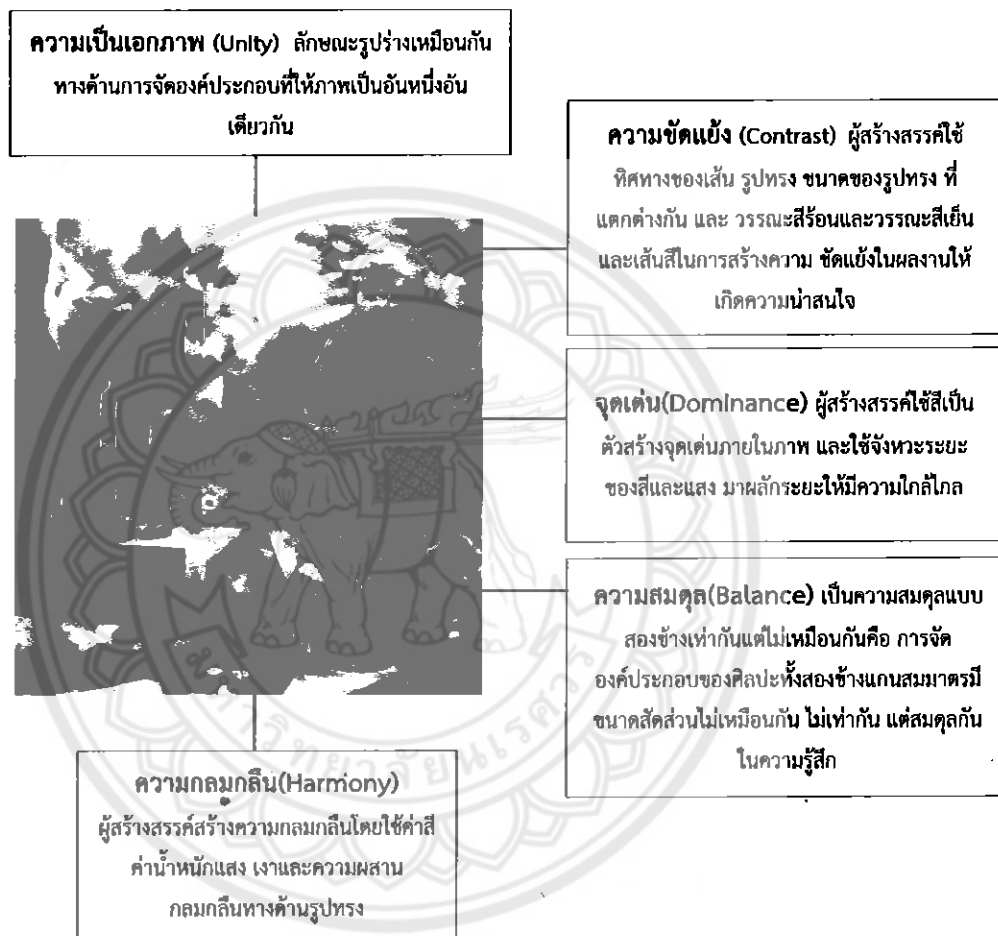 ความเป็นเอกภาพ (Unity) ลักษณะรูปร่างเหมือนกัน
ทางด้านการจัดองค์ประกอบที่ให้ภาพเป็นอันหนึ่งอัน
เดียวกัน
ความขัดแย้ง (Contrast) ผู้สร้างสรรค์ใช้
ทิศทางของเส้น รูปทรง ขนาดของรูปทรง ที่
แตกต่างกัน และ วรรณะสีร้อนและวรรณะสีเย็น
และเส้นสีในการสร้างความ ขัดแย้งในผลงานให้
เกิดความน่าสนใจ
จุดเด่น(Dominance) ผู้สร้างสรรค์ใช้สีเป็น
ตัวสร้างจุดเด่นภายในภาพ และใช้จังหวะระยะ
ของสีและแสง มาผลักระยะให้มีความใกล้ไกล
ความสมดุล(Balance) เป็นความสมดุลแบบ
สองข้างเท่ากันแต่ไม่เหมือนกันคือ การจัด
องค์ประกอบของศิลปะทั้งสองข้างแกนสมมาตรมี
ขนาดสัดส่วนไม่เหมือนกัน ไม่เท่ากัน แต่สมดุลกัน
ในความรู้สึก
ความกลมกลืน(Harmony)
ผู้สร้างสรรค์สร้างความกลมกลืนโดยใช้ค่าสี
ค่าน้ำหนักแสง เงาและความผสาน
กลมกลืนทางด้านรูปทรง